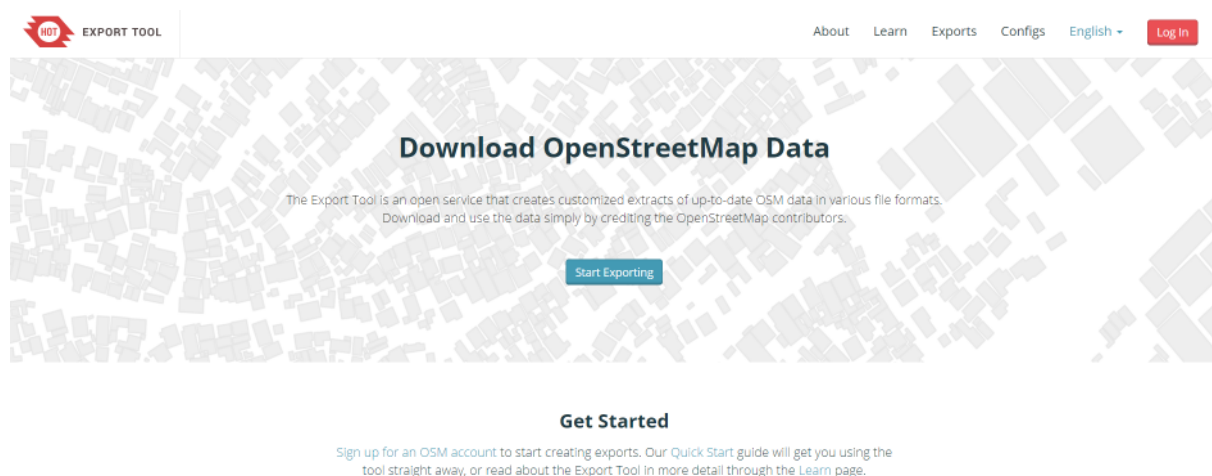 HOT EXPORT TOOL About Learn Exports Configs English Log In
Download OpenStreetMap Data
The Export Tool is an open service that creates customized extracts of up-to-date OSM data in various file formats.
Download and use the data simply by crediting the OpenStreetMap contributors.
Start Exporting
Get Started
Sign up for an OSM account to start creating exports. Our Quick Start guide will get you using the
tool straight away, or read about the Export Tool in more detail through the Learn page.